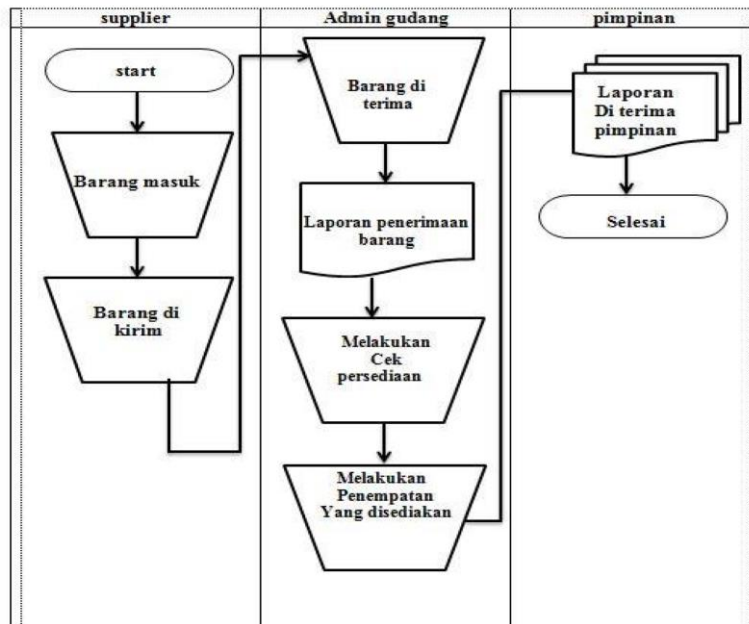 supplier
Admin gudang
pimpinan
start
Barang masuk
Barang di
kirim
Barang di
terima
Laporan penerimaan
barang
Melakukan
Cek
persediaan
Melakukan
Penempatan
Yang disediakan
Laporan
Di terima
pimpinan
Selesai